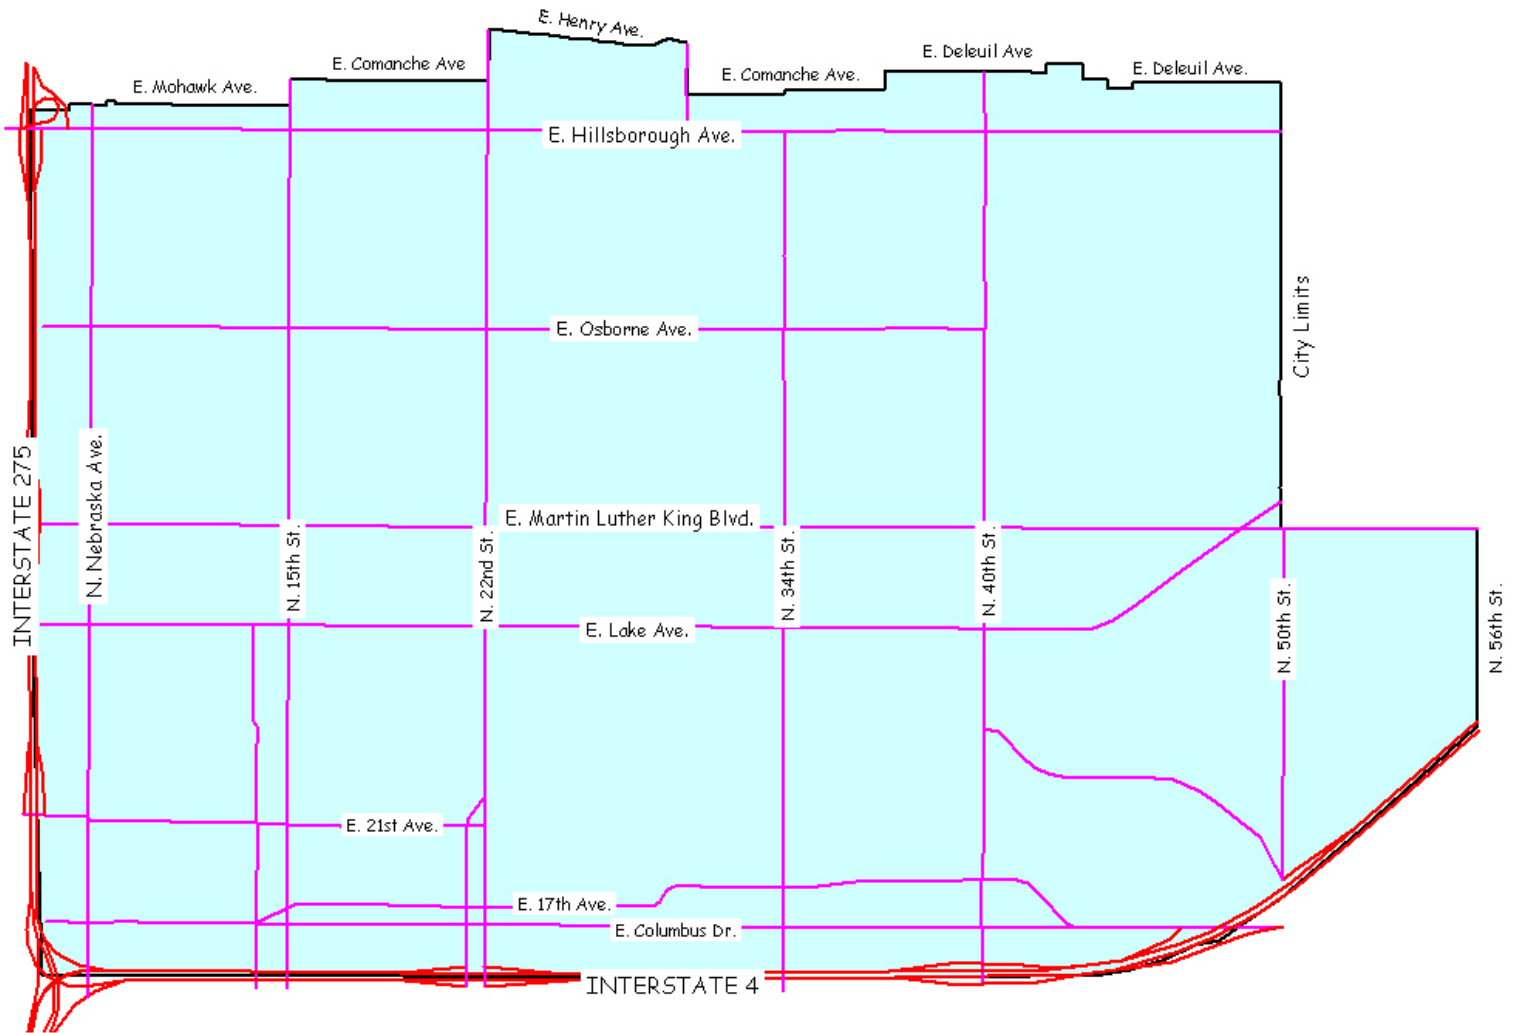 E. Henry Ave.
E. Deleuil Ave
E. Comanche Ave
E. Comanche Ave.
E. Deleuil Ave.
E. Mohawk Ave.
E. Hillsborough Ave.
E. Osborne Ave.
City Limits
INTERSTATE 275
N. Nebraska Ave.
E. Martin Luther King Blvd.
N. 15th St.
N. 22nd St.
N. 34th St.
N. 40th St.
N. 50th St.
N. 56th St.
E. Lake Ave.
E. 21st Ave.
E. 17th Ave.
E. Columbus Dr.
INTERSTATE 4